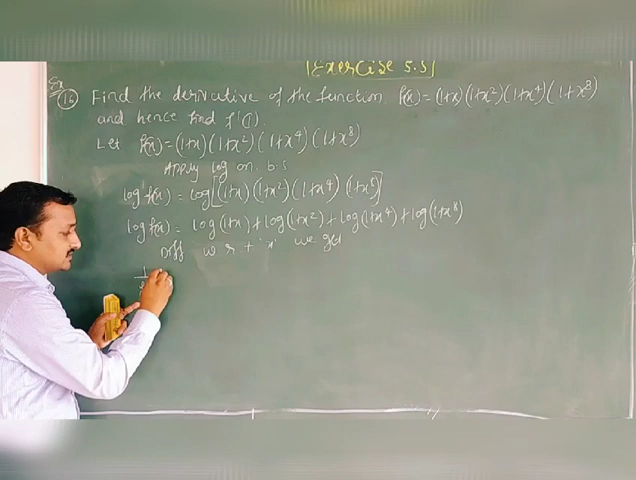 [Exercise 5.5]
Ex
(16) Find the derivative of the function f(x) = (1+x)(1+x²)(1+x⁴)(1+x⁸)
and hence find f'(1).
Let f(x) = (1+x)(1+x²)(1+x⁴)(1+x⁸)
Apply log on b.s
log f(x) = log[(1+x)(1+x²)(1+x⁴)(1+x⁸)]
log f(x) = log(1+x)+log(1+x²)+log(1+x⁴)+log(1+x⁸)
Diff w r t 'x' we get
1